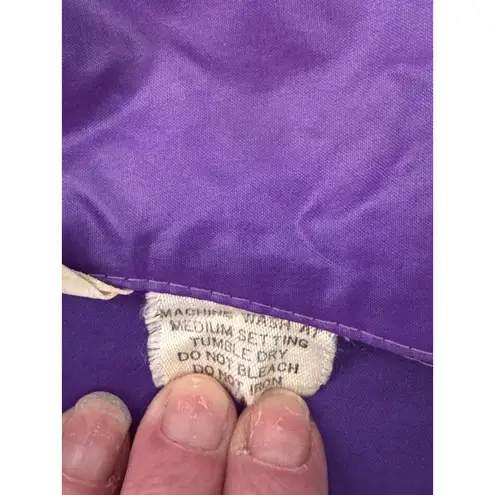 MACHINE WASH AT
MEDIUM SETTING
TUMBLE DRY
DO NOT BLEACH
DO NOT IRON